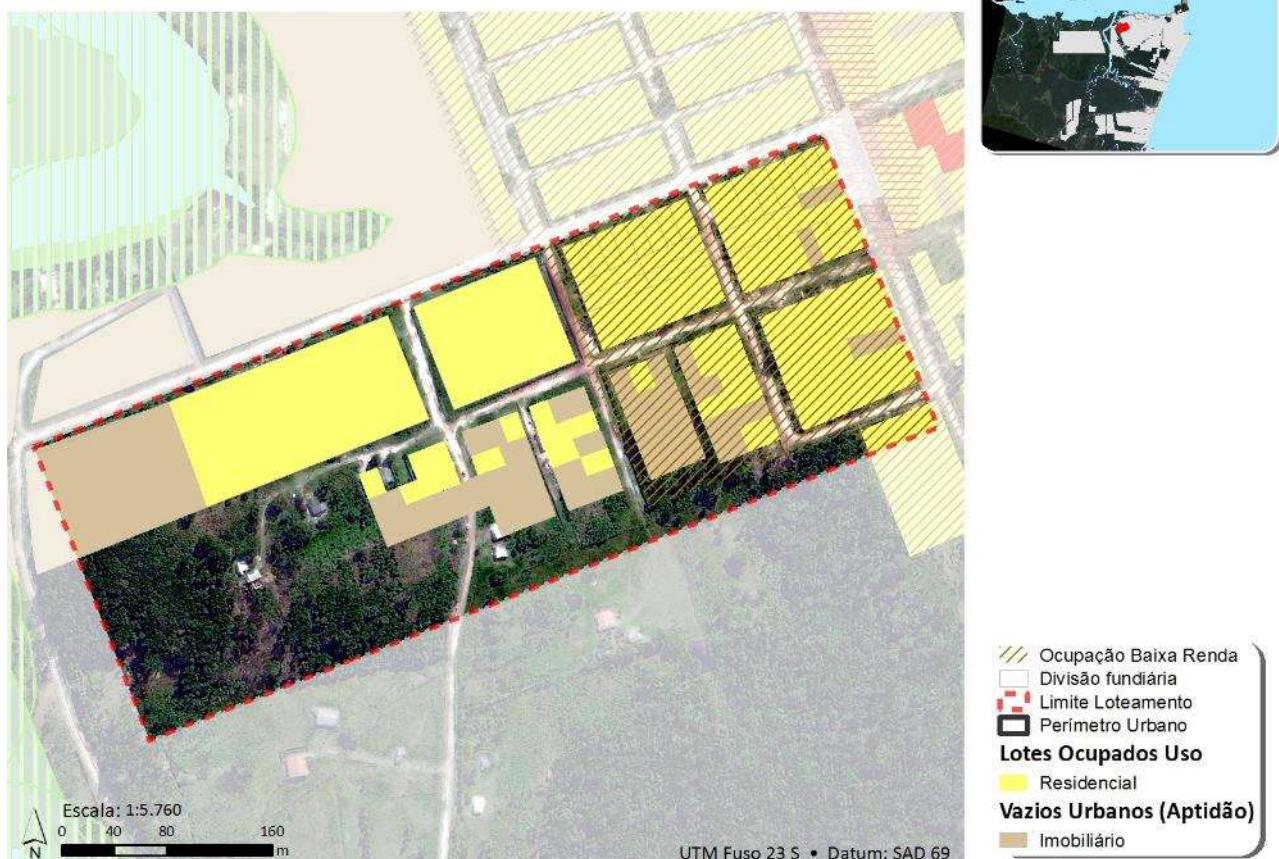 Ocupação Baixa Renda
Divisão fundiária
Limite Loteamento
Perímetro Urbano
Lotes Ocupados Uso
Residencial
Vazios Urbanos (Aptidão)
Imobiliário
Escala: 1:5.760
0 40 80 160
m
N
UTM Fuso 23 S • Datum: SAD 69